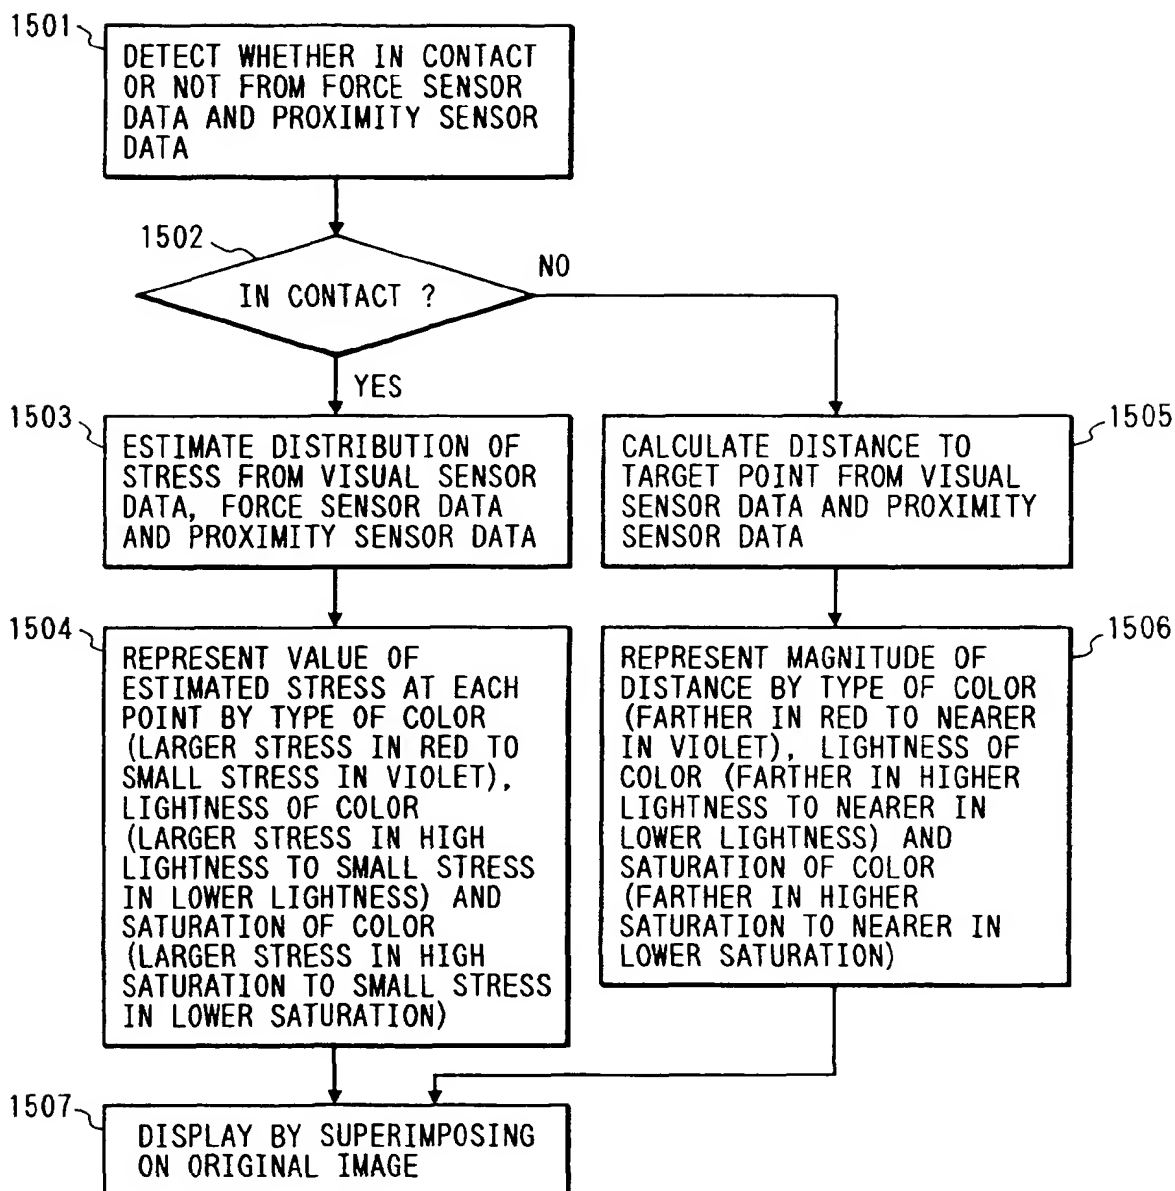 1501
DETECT WHETHER IN CONTACT
OR NOT FROM FORCE SENSOR
DATA AND PROXIMITY SENSOR
DATA
1502
IN CONTACT ?
NO
YES
1503
ESTIMATE DISTRIBUTION OF
STRESS FROM VISUAL SENSOR
DATA, FORCE SENSOR DATA
AND PROXIMITY SENSOR DATA
1505
CALCULATE DISTANCE TO
TARGET POINT FROM VISUAL
SENSOR DATA AND PROXIMITY
SENSOR DATA
1504
REPRESENT VALUE OF
ESTIMATED STRESS AT EACH
POINT BY TYPE OF COLOR
(LARGER STRESS IN RED TO
SMALL STRESS IN VIOLET),
LIGHTNESS OF COLOR
(LARGER STRESS IN HIGH
LIGHTNESS TO SMALL STRESS
IN LOWER LIGHTNESS) AND
SATURATION OF COLOR
(LARGER STRESS IN HIGH
SATURATION TO SMALL STRESS
IN LOWER SATURATION)
1506
REPRESENT MAGNITUDE OF
DISTANCE BY TYPE OF COLOR
(FARTHER IN RED TO NEARER
IN VIOLET), LIGHTNESS OF
COLOR (FARTHER IN HIGHER
LIGHTNESS TO NEARER IN
LOWER LIGHTNESS) AND
SATURATION OF COLOR
(FARTHER IN HIGHER
SATURATION TO NEARER IN
LOWER SATURATION)
1507
DISPLAY BY SUPERIMPOSING
ON ORIGINAL IMAGE